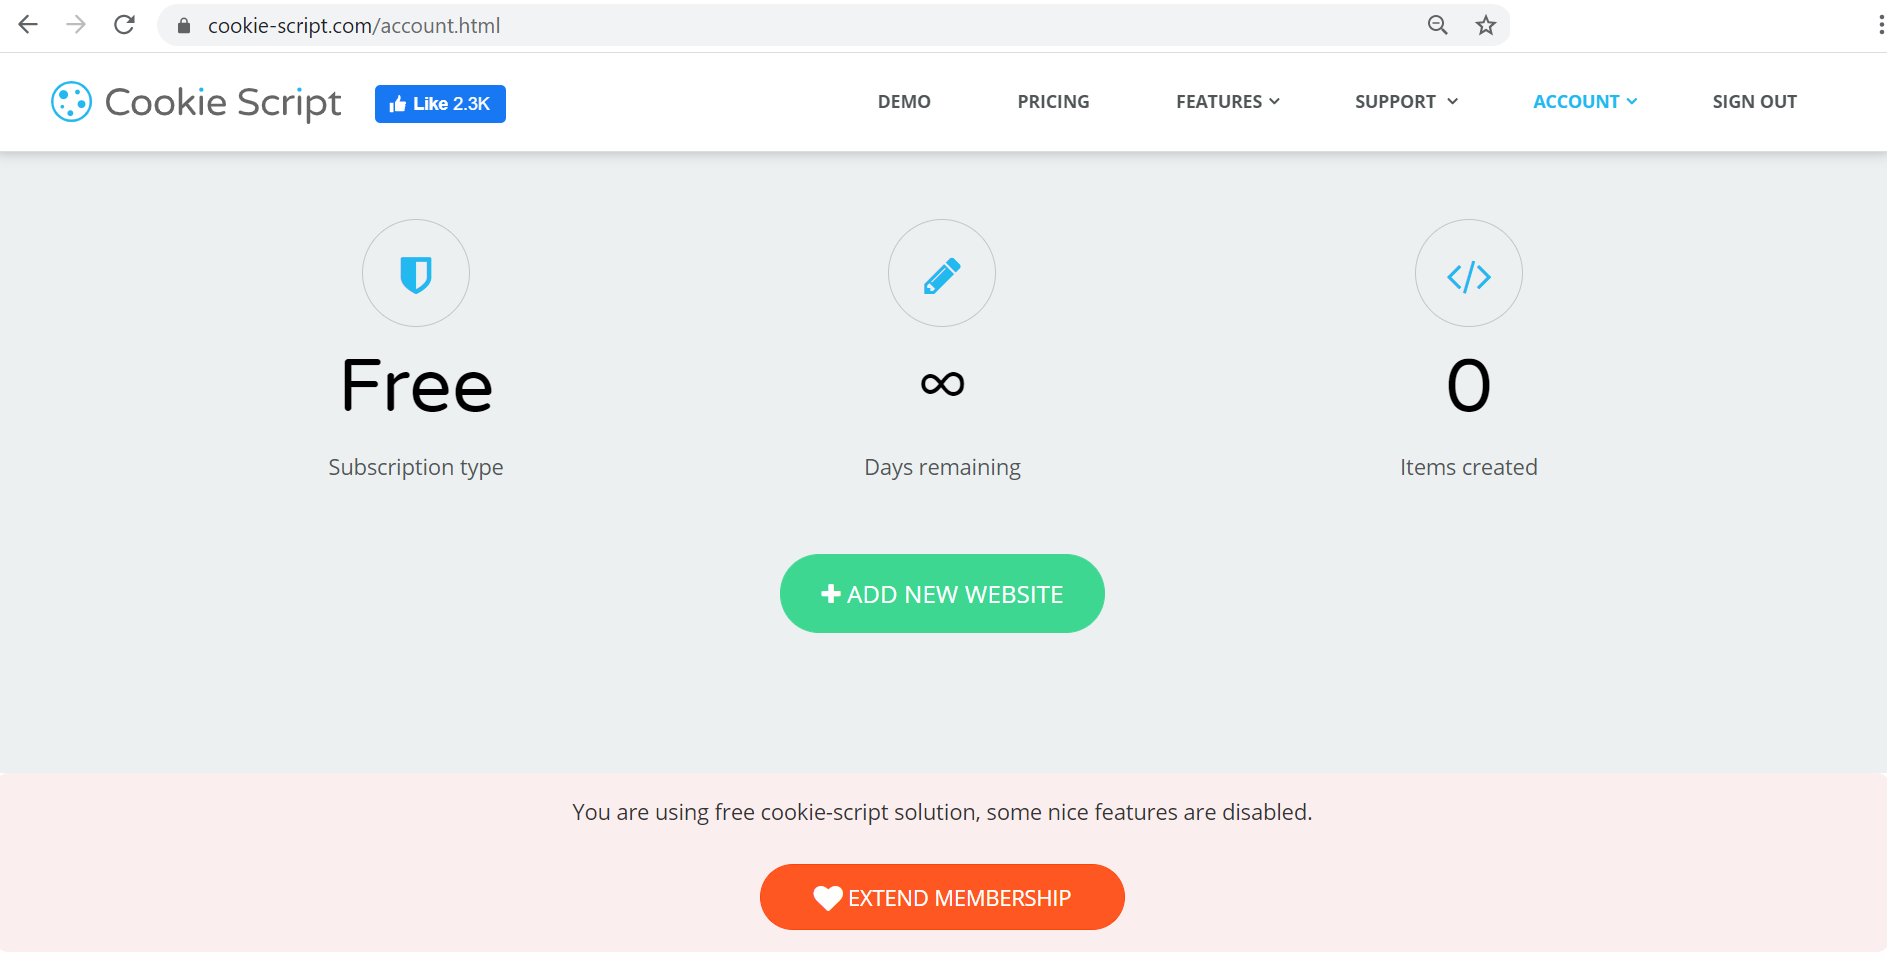 cookie-script.com/account.html
Cookie Script
Like 2.3K
DEMO
PRICING
FEATURES
SUPPORT
ACCOUNT
SIGN OUT
Free
∞
0
Subscription type
Days remaining
Items created
ADD NEW WEBSITE
You are using free cookie-script solution, some nice features are disabled.
EXTEND MEMBERSHIP